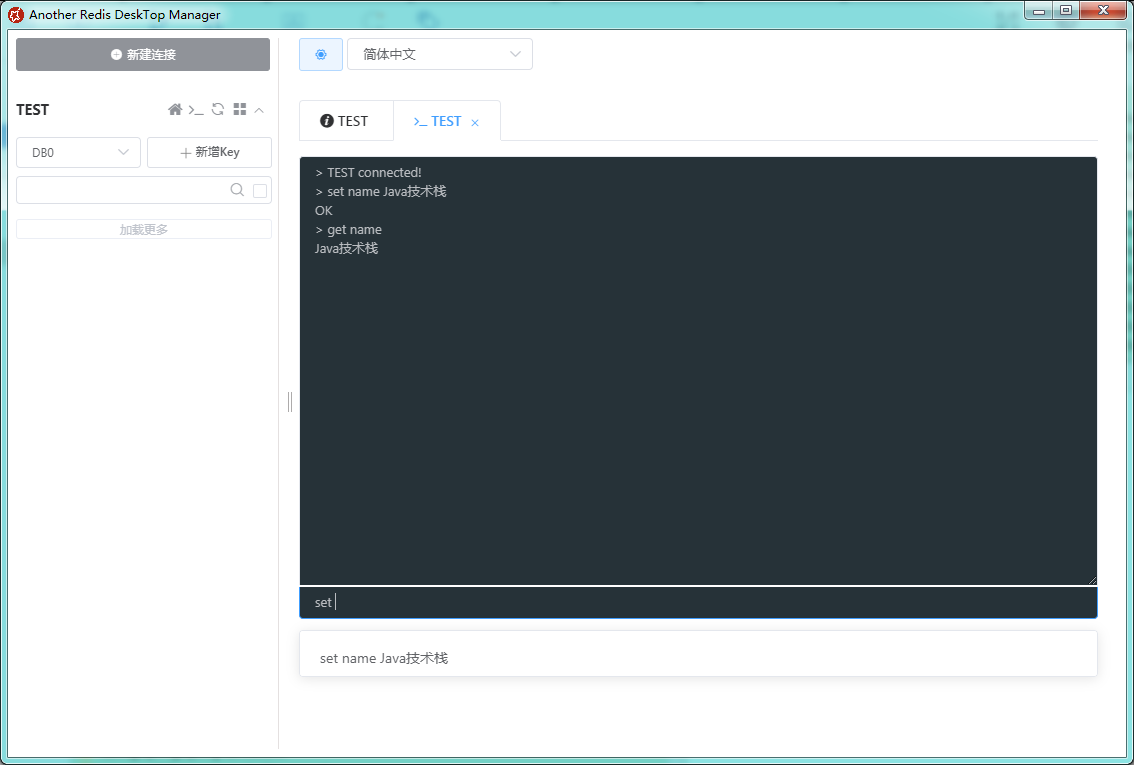 Another Redis DeskTop Manager
新建连接
简体中文
TEST
TEST
TEST
DB0
新增Key
加载更多
> TEST connected!
> set name Java技术栈
OK
> get name
Java技术栈
set
set name Java技术栈